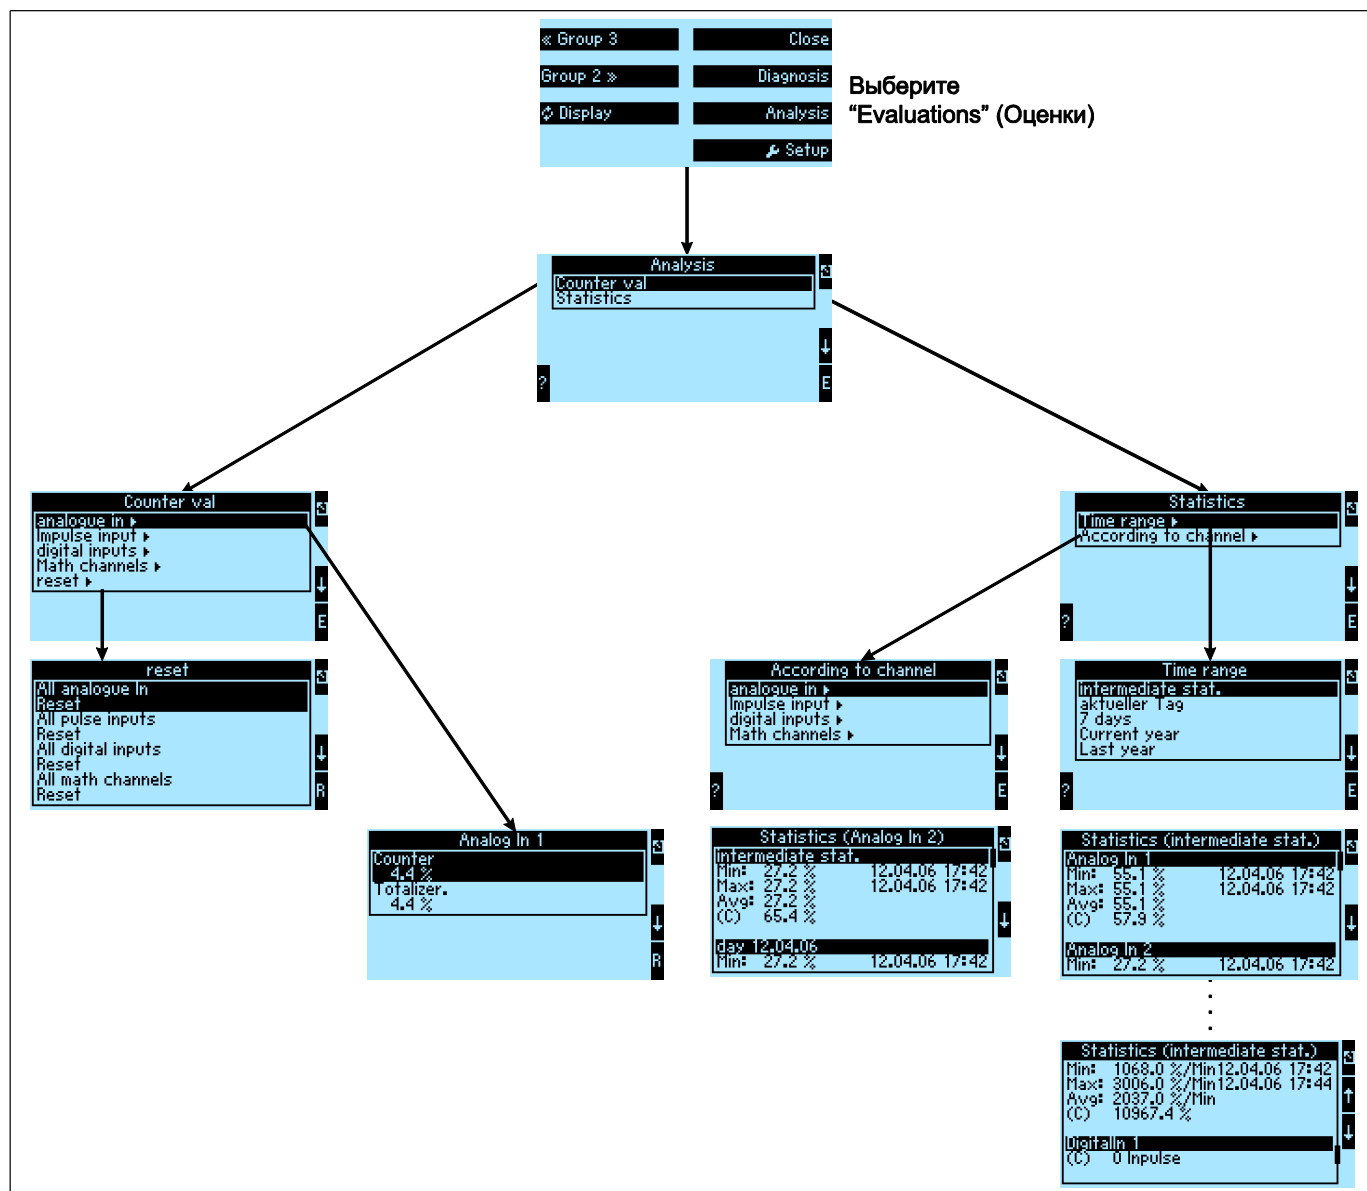 « Group 3 Close
Group 2 » Diagnosis
Display Analysis
Setup
Выберите
“Evaluations” (Оценки)
Analysis
Counter val
Statistics
?
E
Counter val
analogue in
Impulse input
digital inputs
Math channels
reset
E
Statistics
Time range
According to channel
?
E
reset
All analogue In
Reset
All pulse inputs
Reset
All digital inputs
Reset
All math channels
Reset
R
According to channel
analogue in
Impulse input
digital inputs
Math channels
?
E
Time range
intermediate stat.
aktueller Tag
7 days
Current year
Last year
?
E
Analog In 1
Counter
4.4 %
Totalizer.
4.4 %
R
Statistics (Analog In 2)
intermediate stat.
Min: 27.2 % 12.04.06 17:42
Max: 27.2 % 12.04.06 17:42
Avg: 27.2 %
(C) 65.4 %
day 12.04.06
Min: 27.2 % 12.04.06 17:42
Statistics (intermediate stat.)
Analog In 1
Min: 55.1 % 12.04.06 17:42
Max: 55.1 % 12.04.06 17:42
Avg: 55.1 %
(C) 57.9 %
Analog In 2
Min: 27.2 % 12.04.06 17:42
Statistics (intermediate stat.)
Min: 1068.0 %/Min12.04.06 17:42
Max: 3006.0 %/Min12.04.06 17:44
Avg: 2037.0 %/Min
(C) 10967.4 %
DigitalIn 1
(C) 0 Inpulse